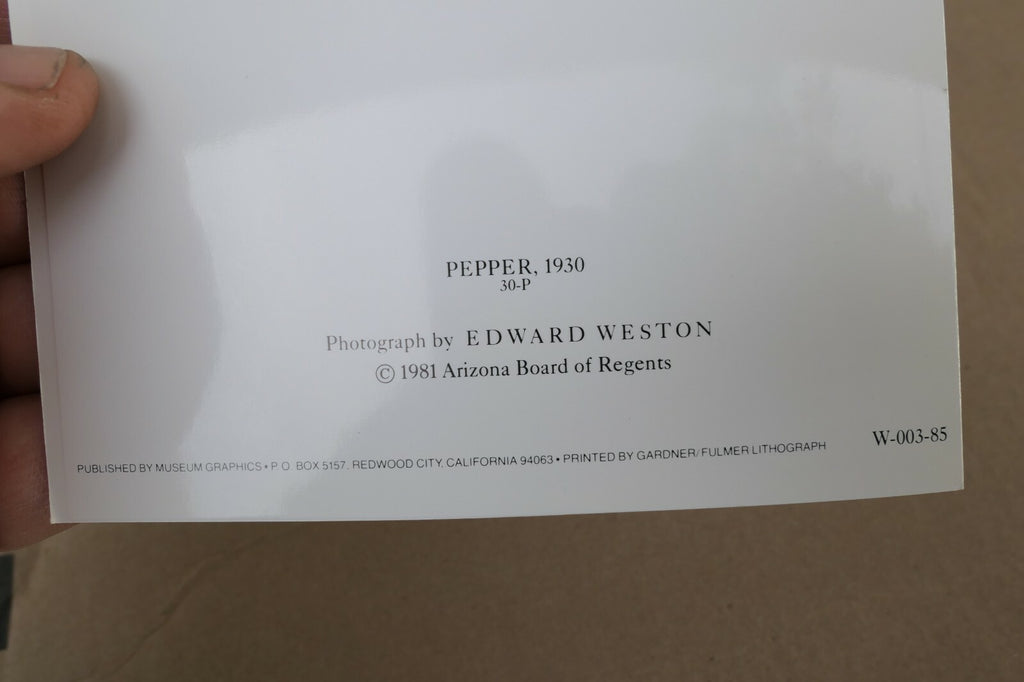 PEPPER, 1930
30-P
Photograph by EDWARD WESTON
© 1981 Arizona Board of Regents
W-003-85
PUBLISHED BY MUSEUM GRAPHICS • P.O. BOX 5157, REDWOOD CITY, CALIFORNIA 94063 • PRINTED BY GARDNER/FULMER LITHOGRAPH